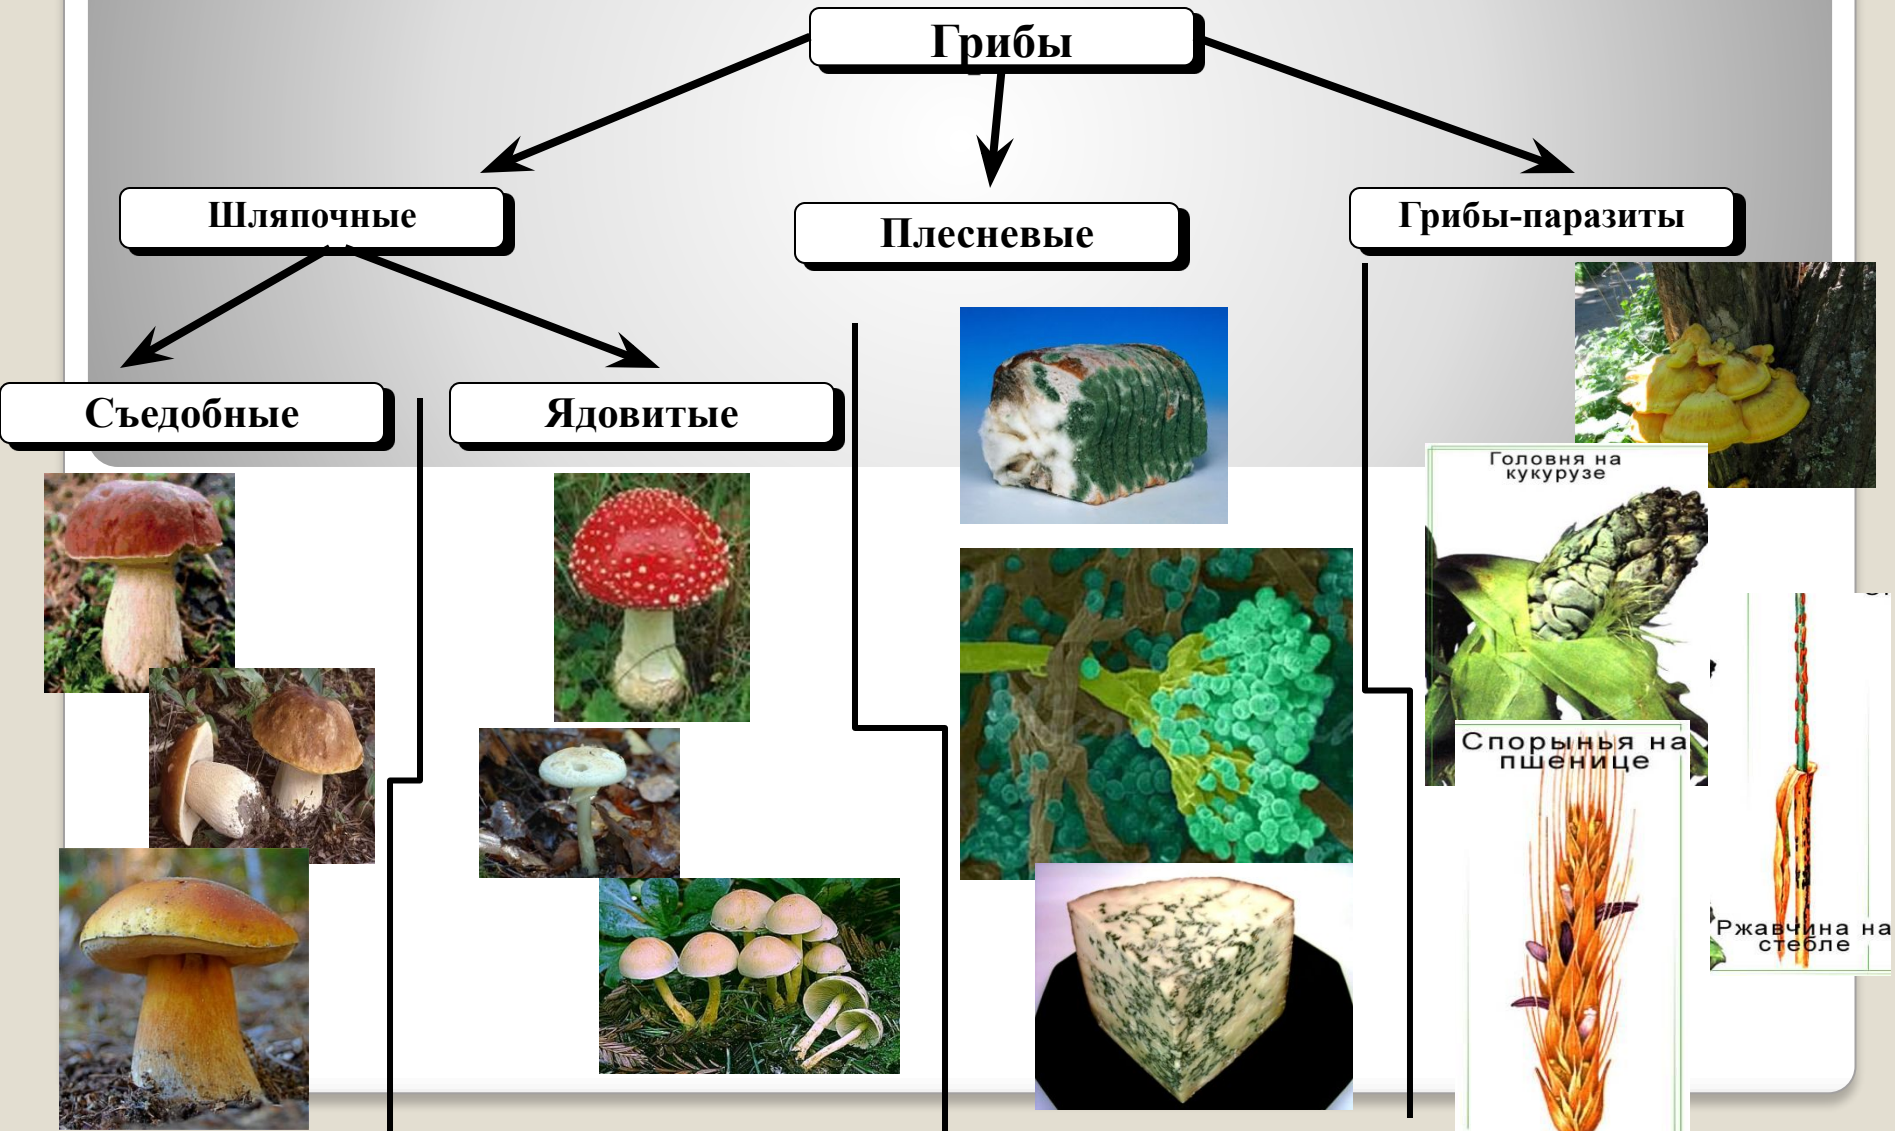 Грибы
Шляпочные
Плесневые
Грибы-паразиты
Съедобные
Ядовитые
Головня на
кукурузе
Спорынья на
пшенице
Ржавчина на
стебле